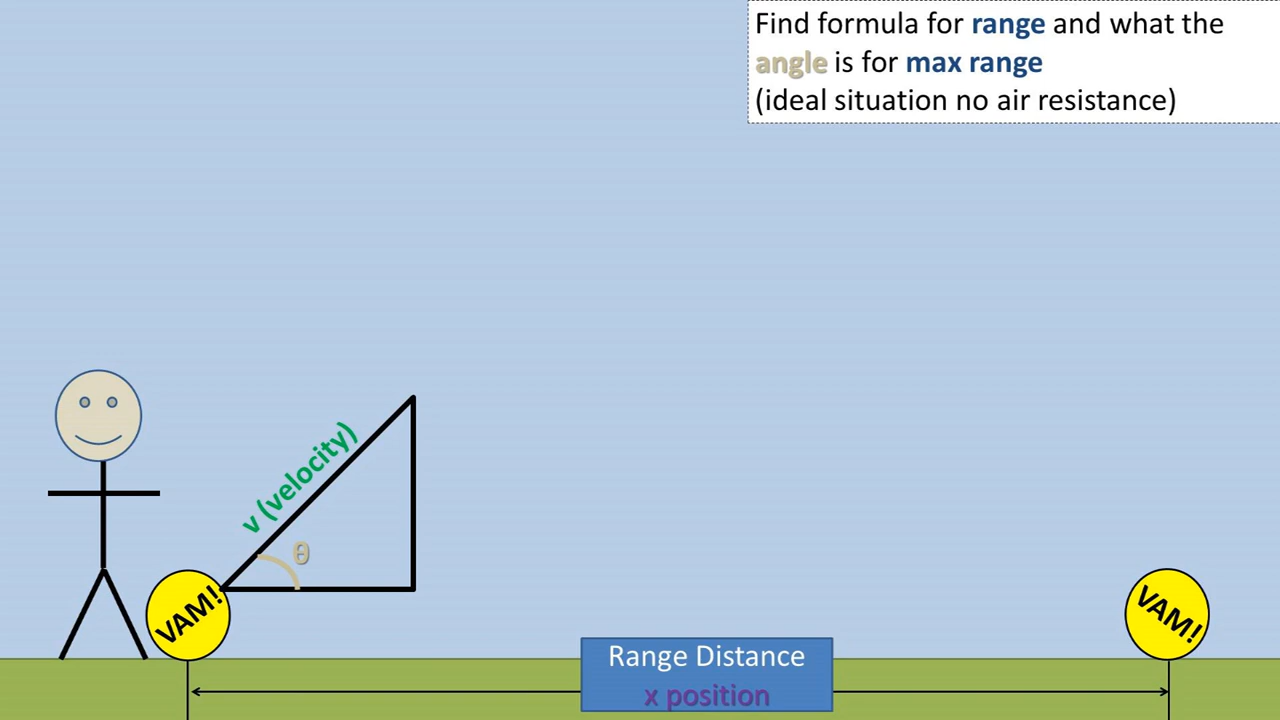 Find formula for range and what the
angle is for max range
(ideal situation no air resistance)
v (velocity)
θ
VAM!
VAM!
Range Distance
x position